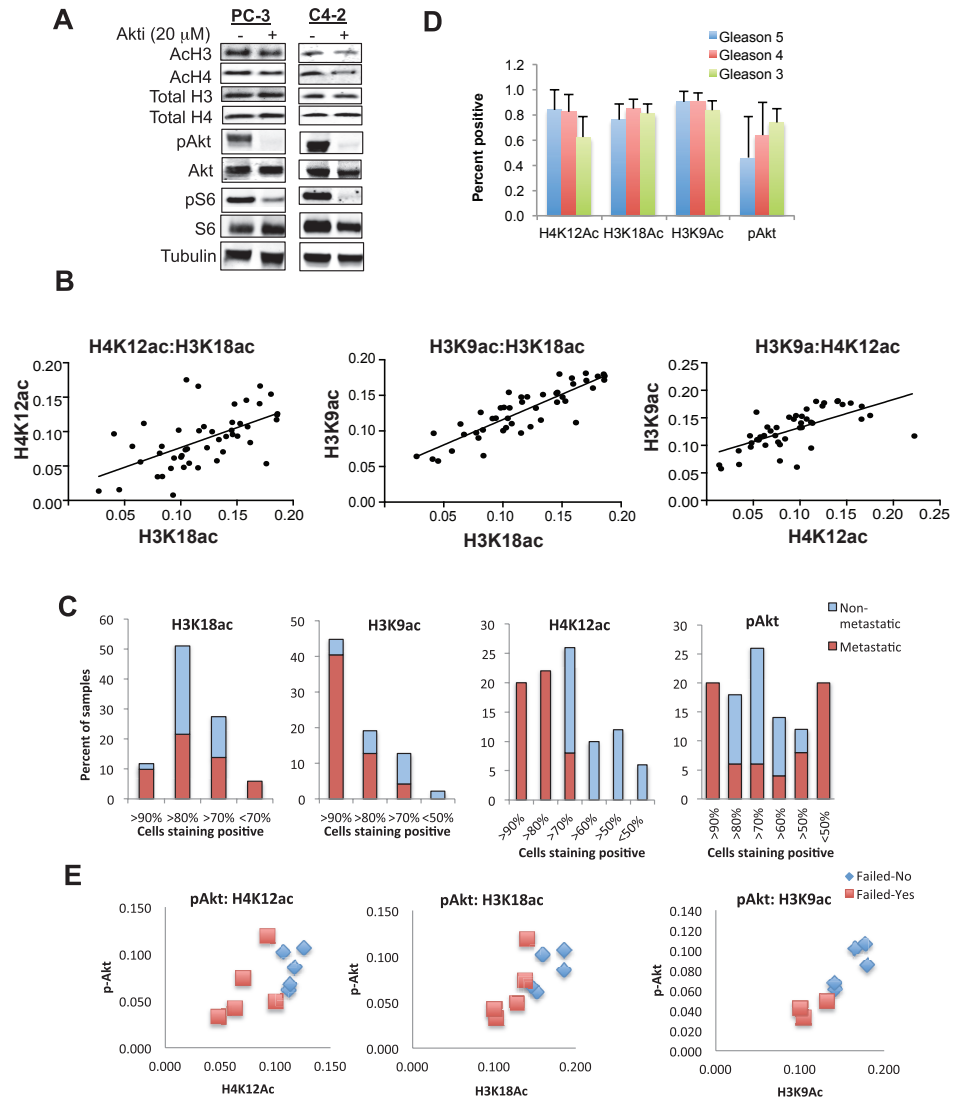 A
PC-3 C4-2
Akti (20 µM) - + - +
AcH3
AcH4
Total H3
Total H4
pAkt
Akt
pS6
S6
Tubulin
D
Gleason 5
Gleason 4
Gleason 3
Percent positive
1.2
1.0
0.8
0.6
0.4
0.2
0.0
H4K12Ac H3K18Ac H3K9Ac pAkt
B
H4K12ac:H3K18ac
H4K12ac
0.20
0.15
0.10
0.05
0.00
0.05 0.10 0.15 0.20
H3K18ac
H3K9ac:H3K18ac
H3K9ac
0.20
0.15
0.10
0.05
0.00
0.05 0.10 0.15 0.20
H3K18ac
H3K9a:H4K12ac
H3K9ac
0.25
0.20
0.15
0.10
0.05
0.00
0.05 0.10 0.15 0.20 0.25
H4K12ac
C
H3K18ac
Percent of samples
60
50
40
30
20
10
0
>90% >80% >70% <70%
Cells staining positive
H3K9ac
50
40
30
20
10
0
>90% >80% >70% <50%
Cells staining positive
H4K12ac
30
25
20
15
10
5
0
>90% >80% >70% >60% >50% <50%
Cells staining positive
pAkt
30
25
20
15
10
5
0
>90% >80% >70% >60% >50% <50%
Cells staining positive
Non-
metastatic
Metastatic
E
Failed-No
Failed-Yes
pAkt: H4K12ac
p-Akt
0.150
0.100
0.050
0.000
0.000 0.050 0.100 0.150
H4K12Ac
pAkt: H3K18ac
p-Akt
0.150
0.100
0.050
0.000
0.000 0.100 0.200
H3K18Ac
pAkt: H3K9ac
p-Akt
0.140
0.120
0.100
0.080
0.060
0.040
0.020
0.000
0.000 0.100 0.200
H3K9Ac